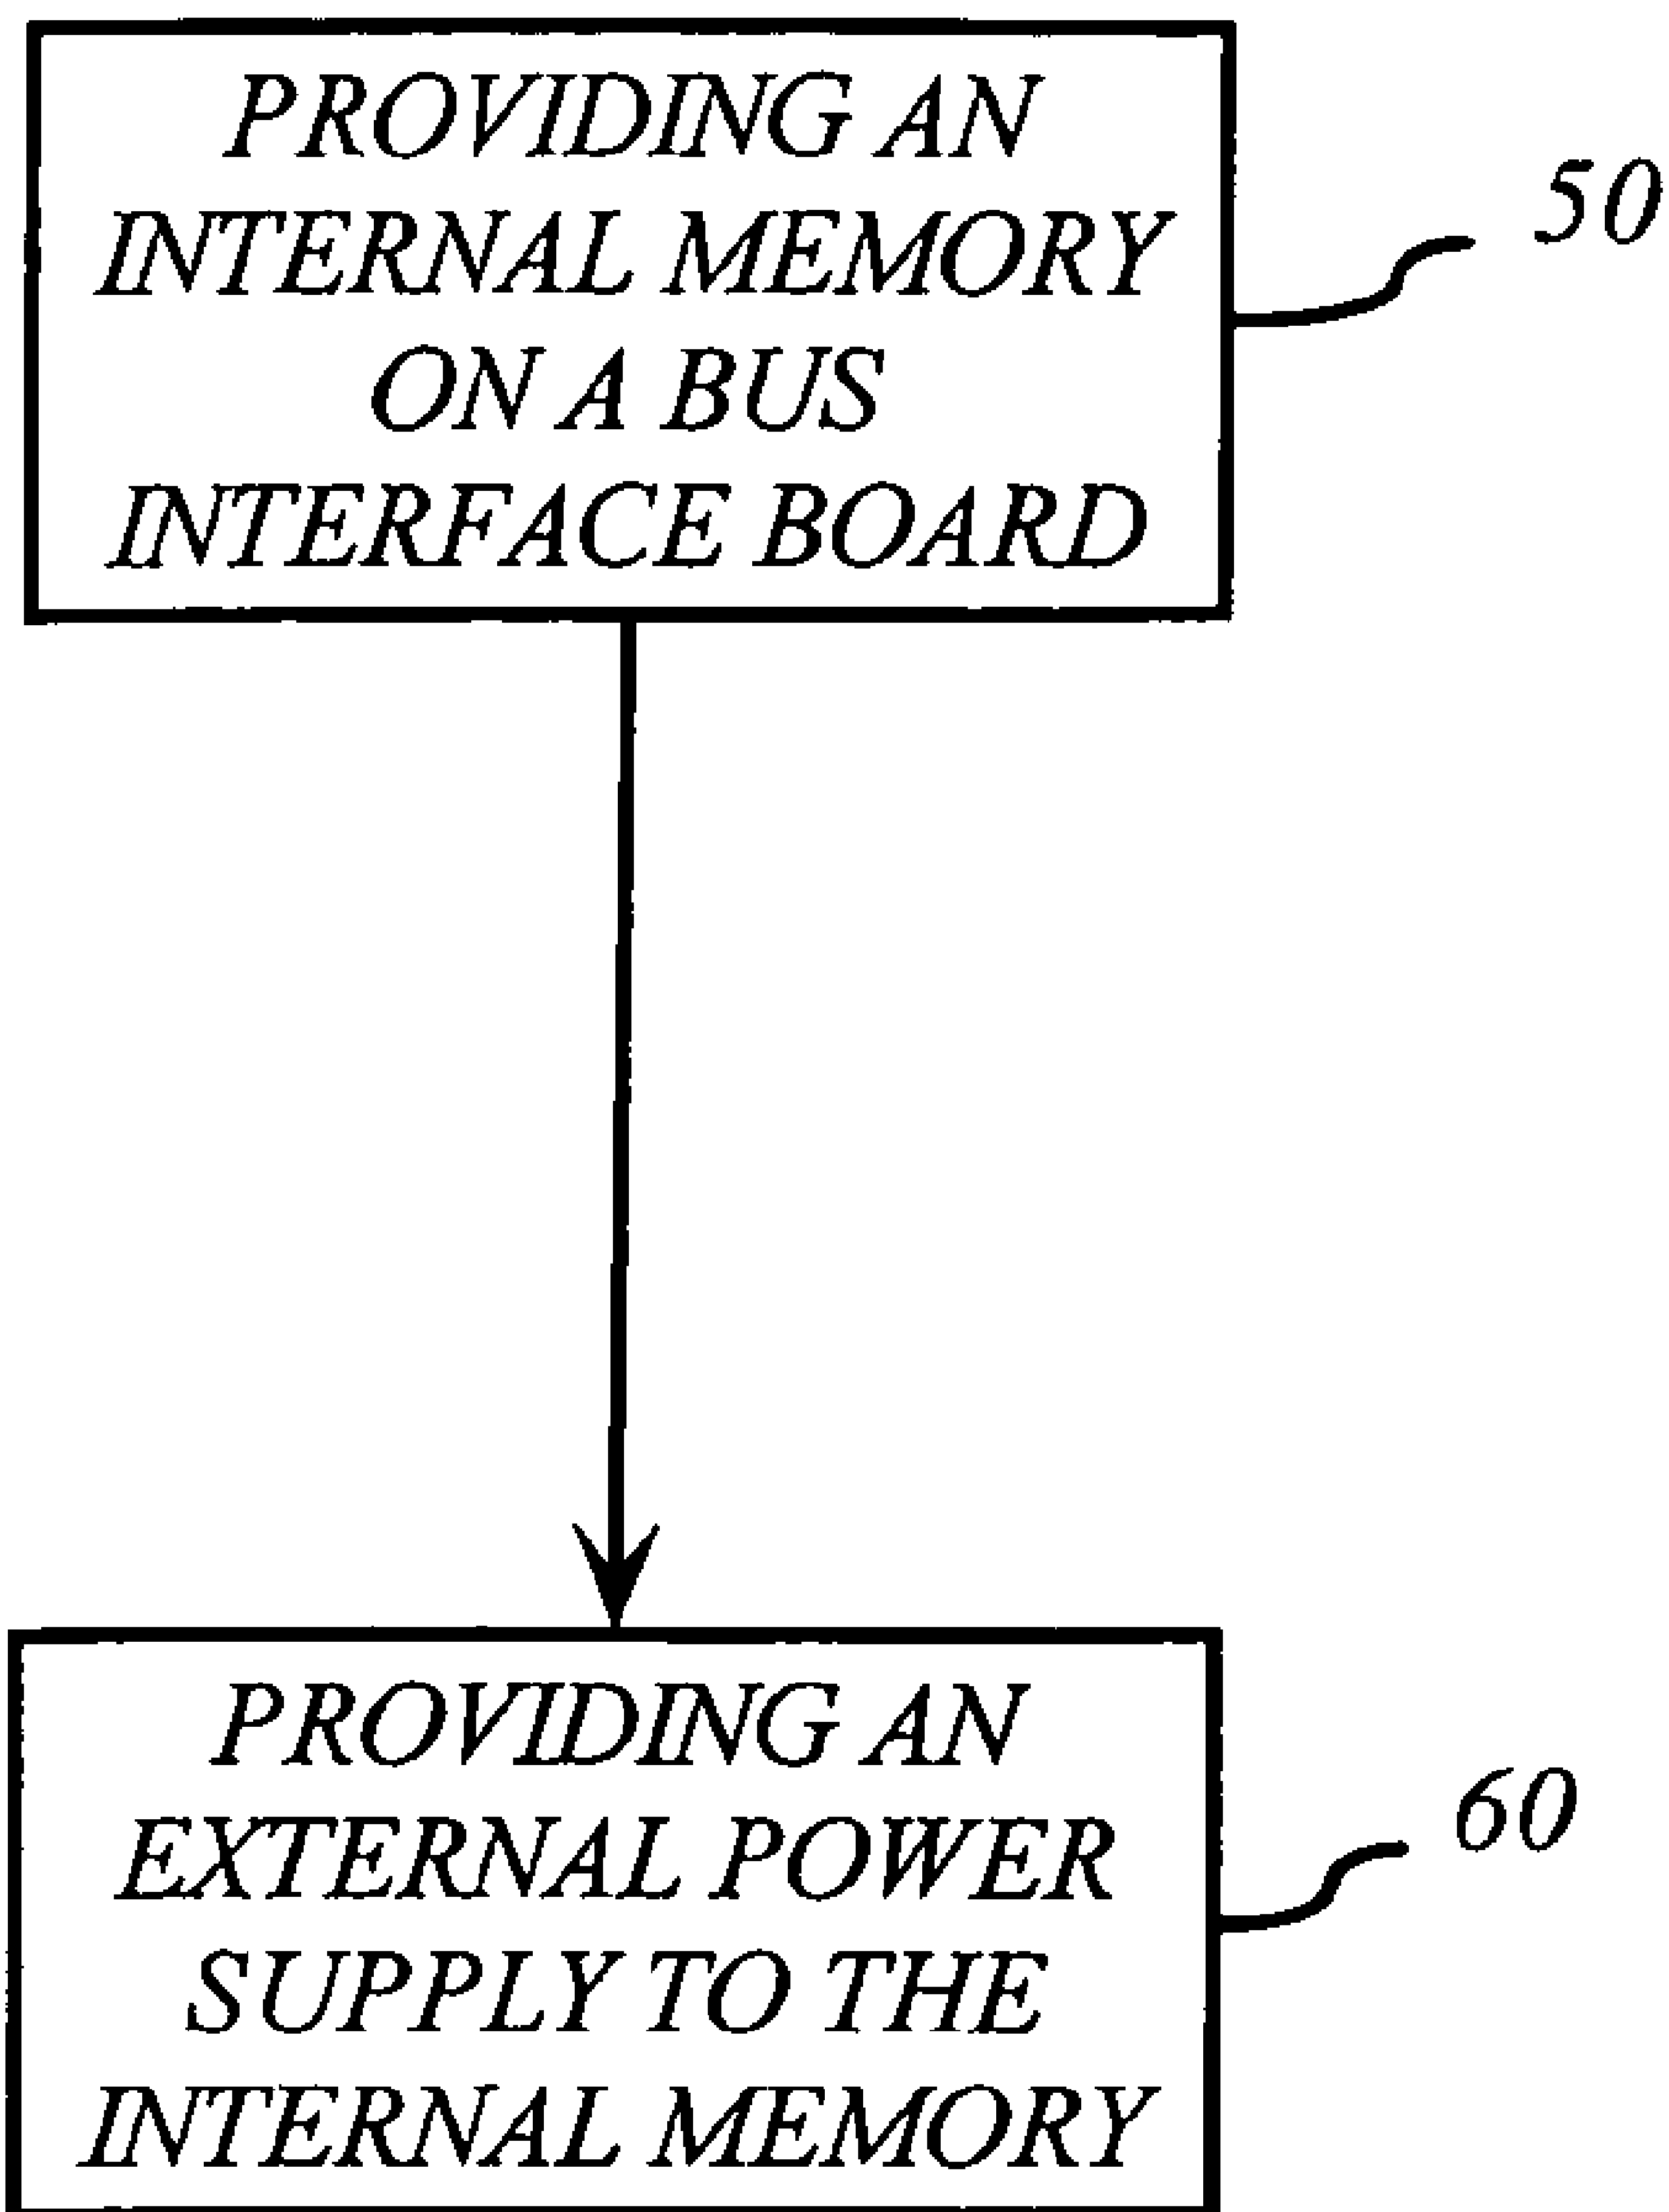 PROVIDING AN
INTERNAL MEMORY
ON A BUS
INTERFACE BOARD
50
PROVIDING AN
EXTERNAL POWER
SUPPLY TO THE
INTERNAL MEMORY
60